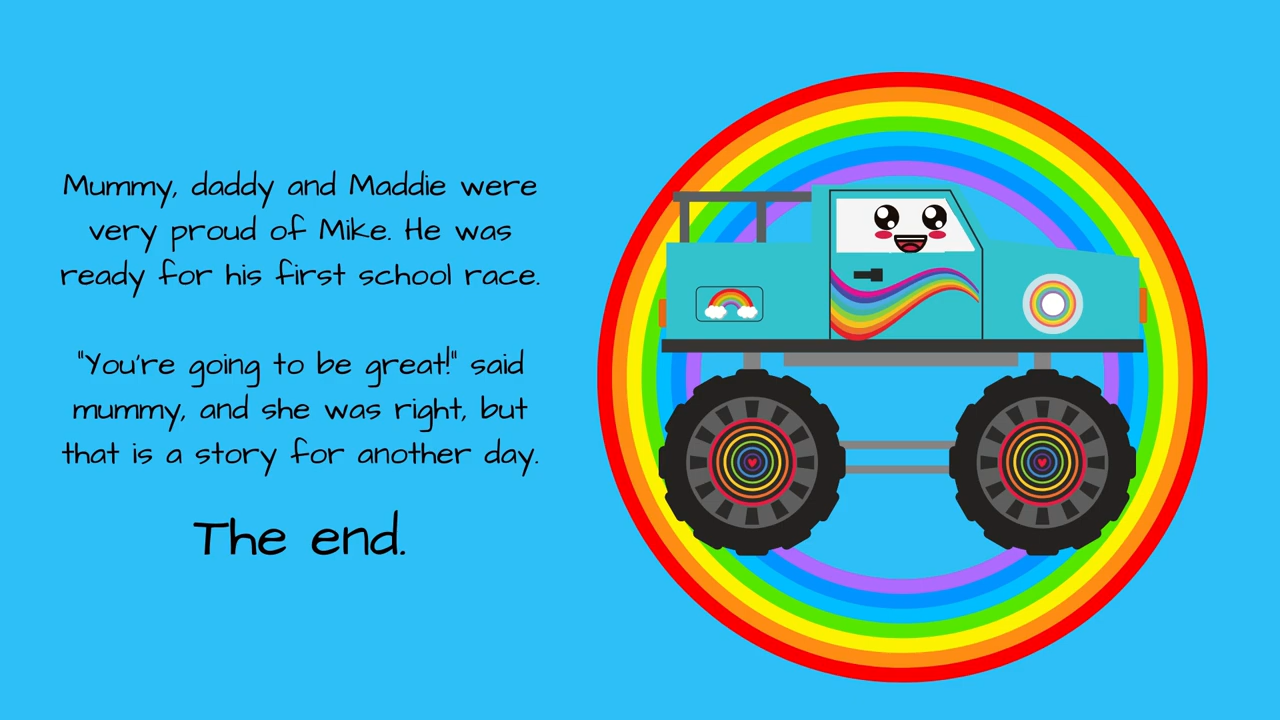 Mummy, daddy and Maddie were
very proud of Mike. He was
ready for his first school race.
"You're going to be great!" said
mummy, and she was right, but
that is a story for another day.
The end.